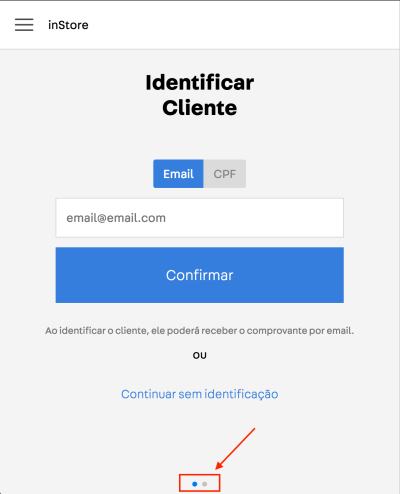 inStore
Identificar
Cliente
Email CPF
email@email.com
Confirmar
Ao identificar o cliente, ele poderá receber o comprovante por email.
ou
Continuar sem identificação